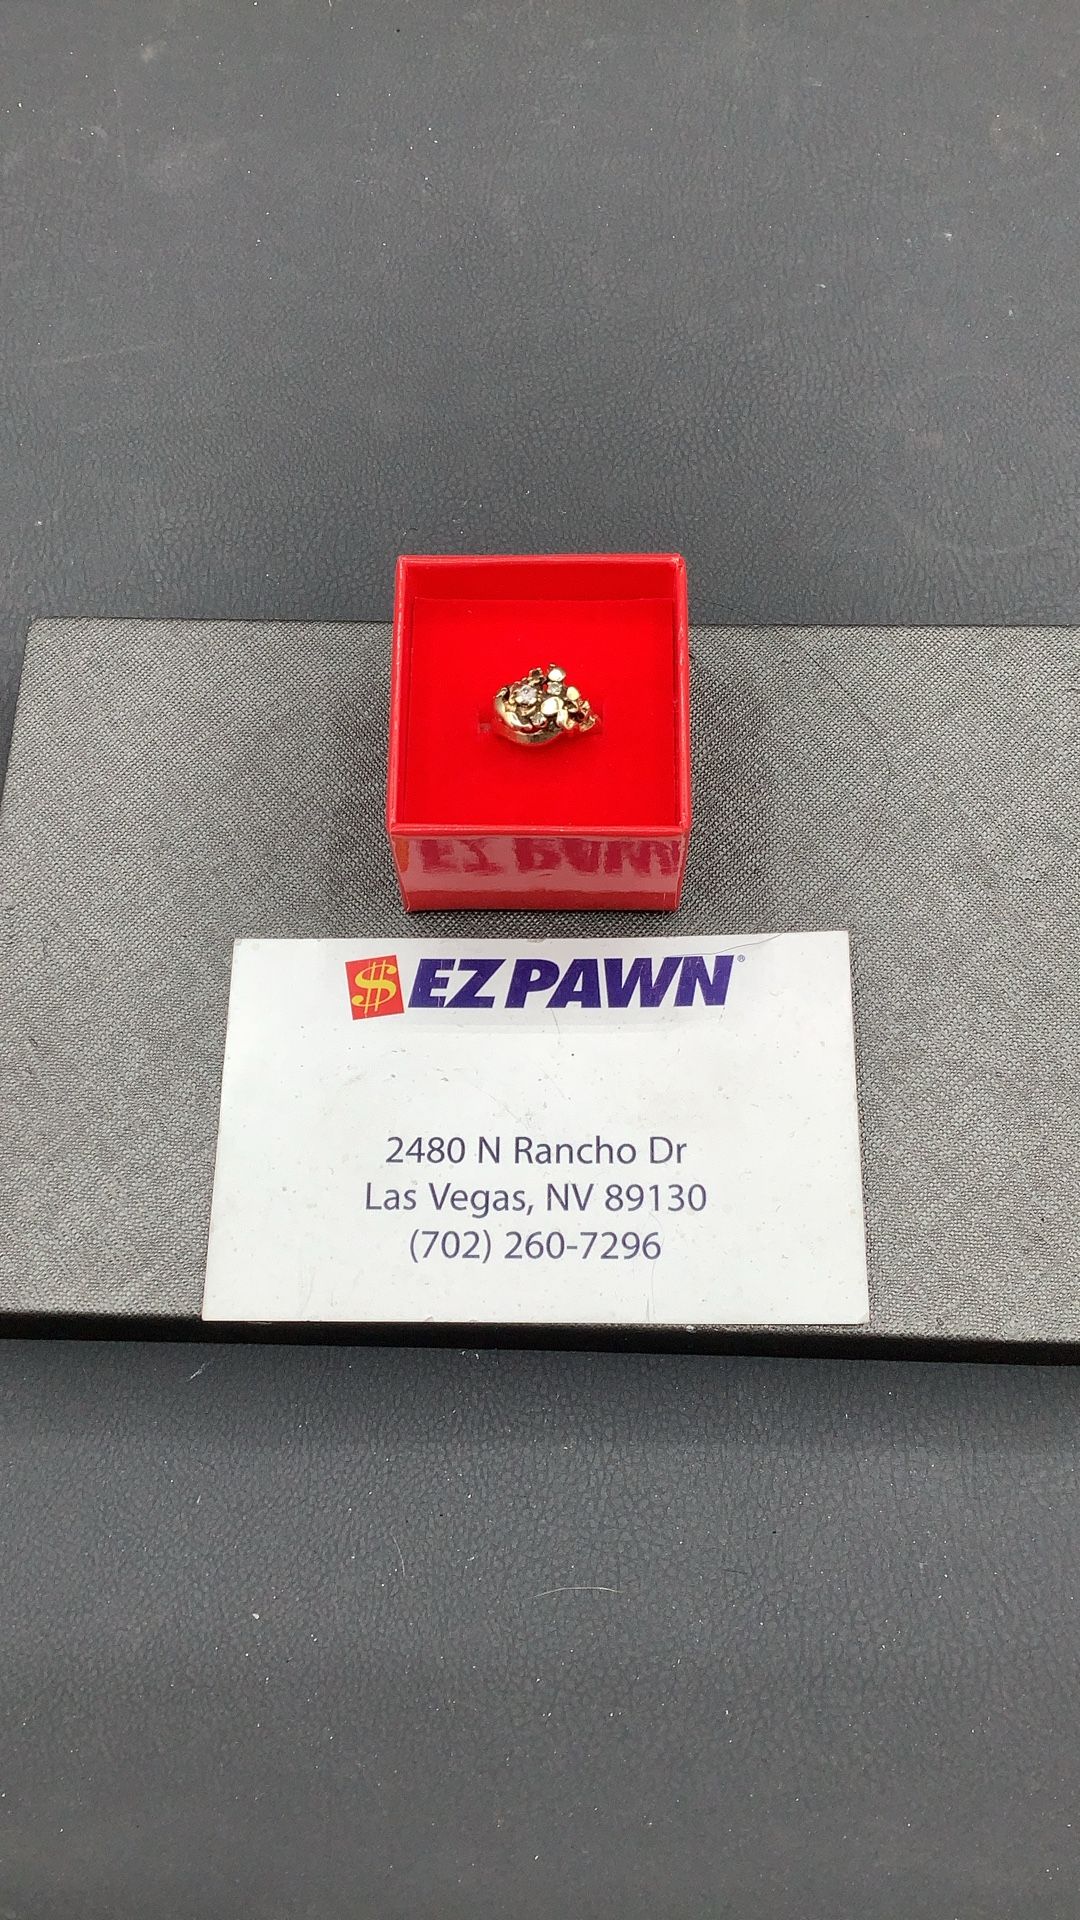 $ EZPAWN®
2480 N Rancho Dr
Las Vegas, NV 89130
(702) 260-7296